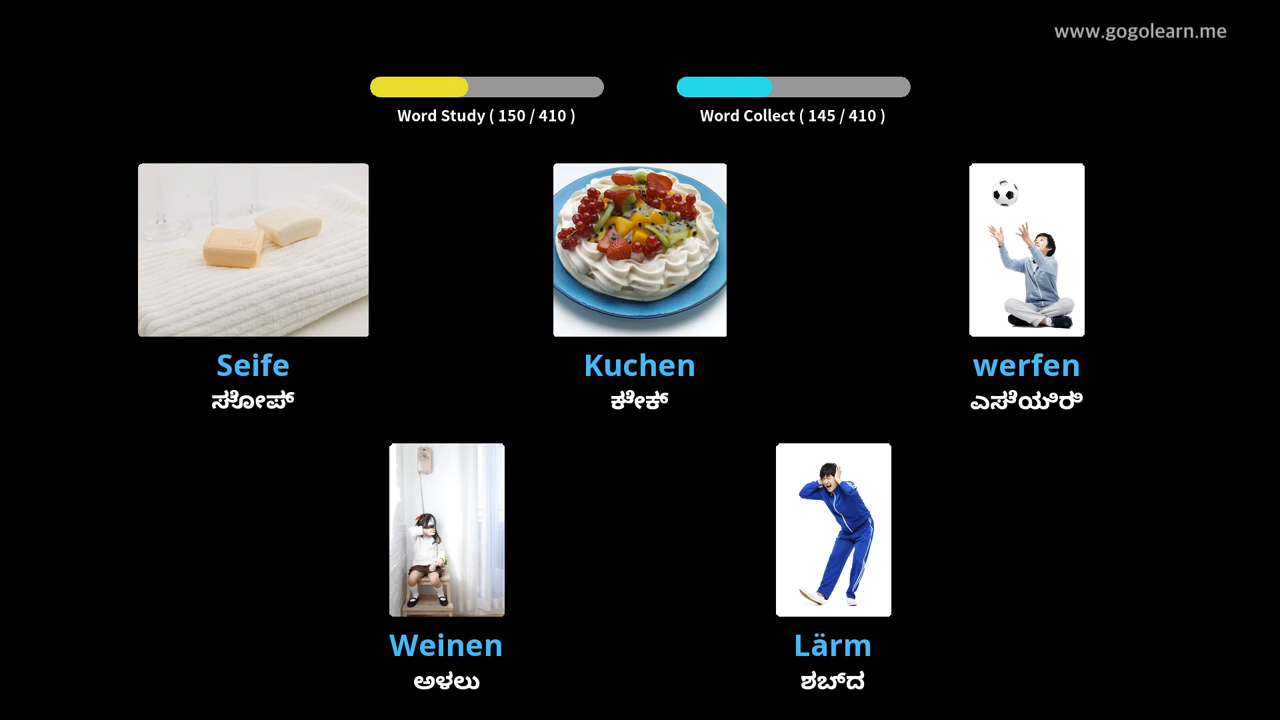 www.gogolearn.me
Word Study ( 150 / 410 )
Word Collect ( 145 / 410 )
Seife
ಸೋಪ್
Kuchen
ಕೇಕ್
werfen
ಎಸೆಯಿರಿ
Weinen
ಅಳಲು
Lärm
ಶಬ್ದ